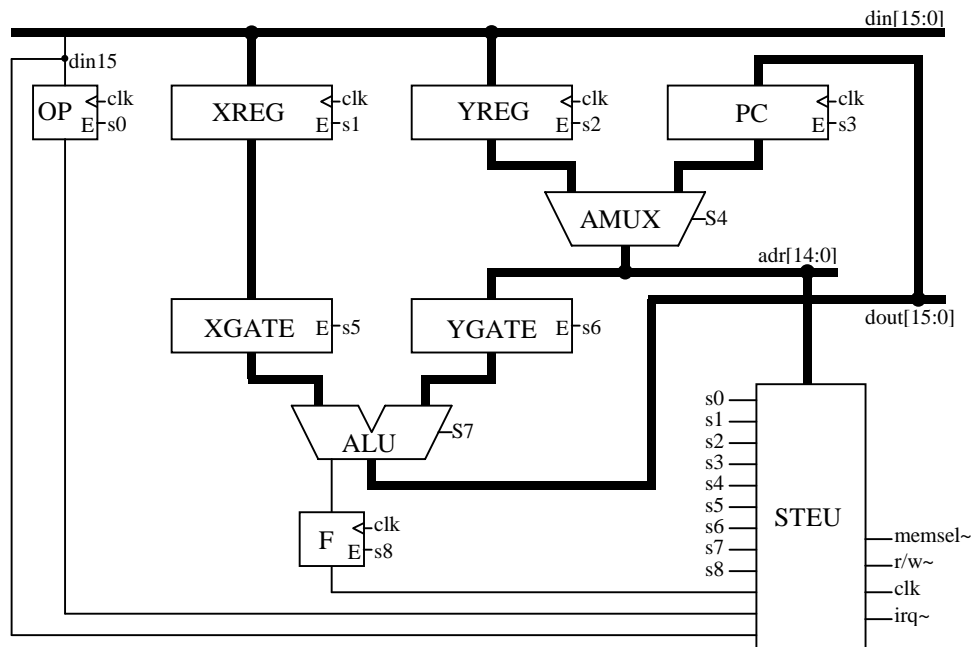 din[15:0]
din15
OP
clk
E
s0
XREG
clk
E
s1
YREG
clk
E
s2
PC
clk
E
s3
AMUX
S4
adr[14:0]
dout[15:0]
XGATE
E
s5
YGATE
E
s6
ALU
S7
F
clk
E
s8
s0
s1
s2
s3
s4
s5
s6
s7
s8
STEU
memsel~
r/w~
clk
irq~